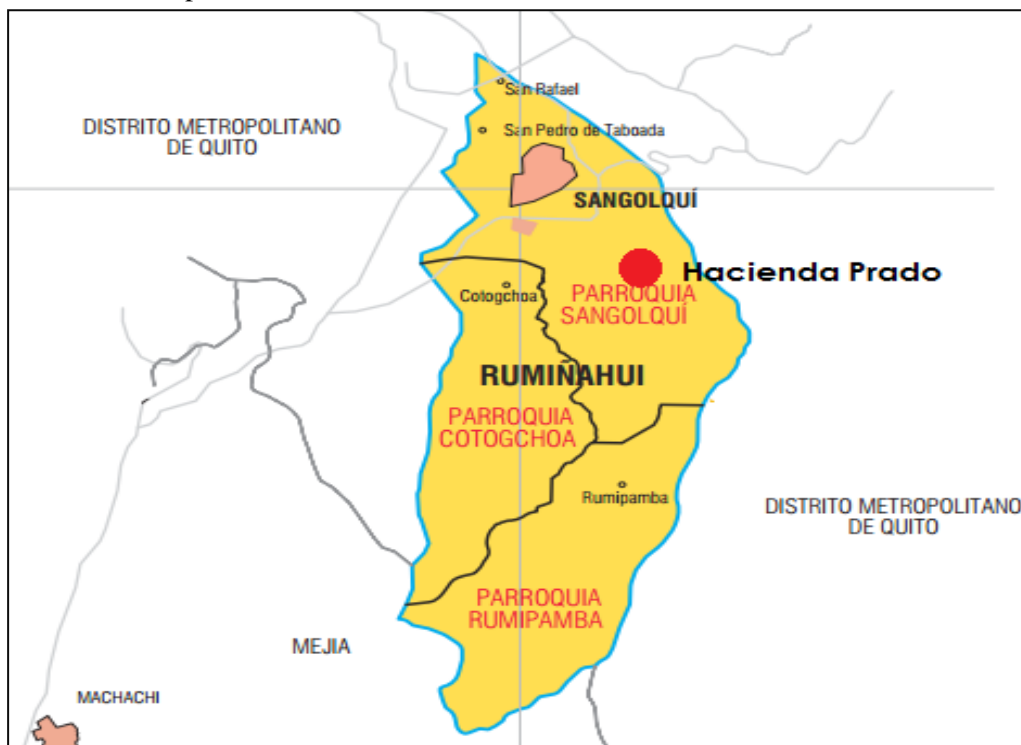 San Rafael
DISTRITO METROPOLITANO
DE QUITO
San Pedro de Taboada
SANGOLQUÍ
Hacienda Prado
PARROQUIA
SANGOLQUÍ
Cotogchoa
RUMIÑAHUI
PARROQUIA
COTOGCHOA
Rumipamba
DISTRITO METROPOLITANO
DE QUITO
PARROQUIA
RUMIPAMBA
MEJIA
MACHACHI